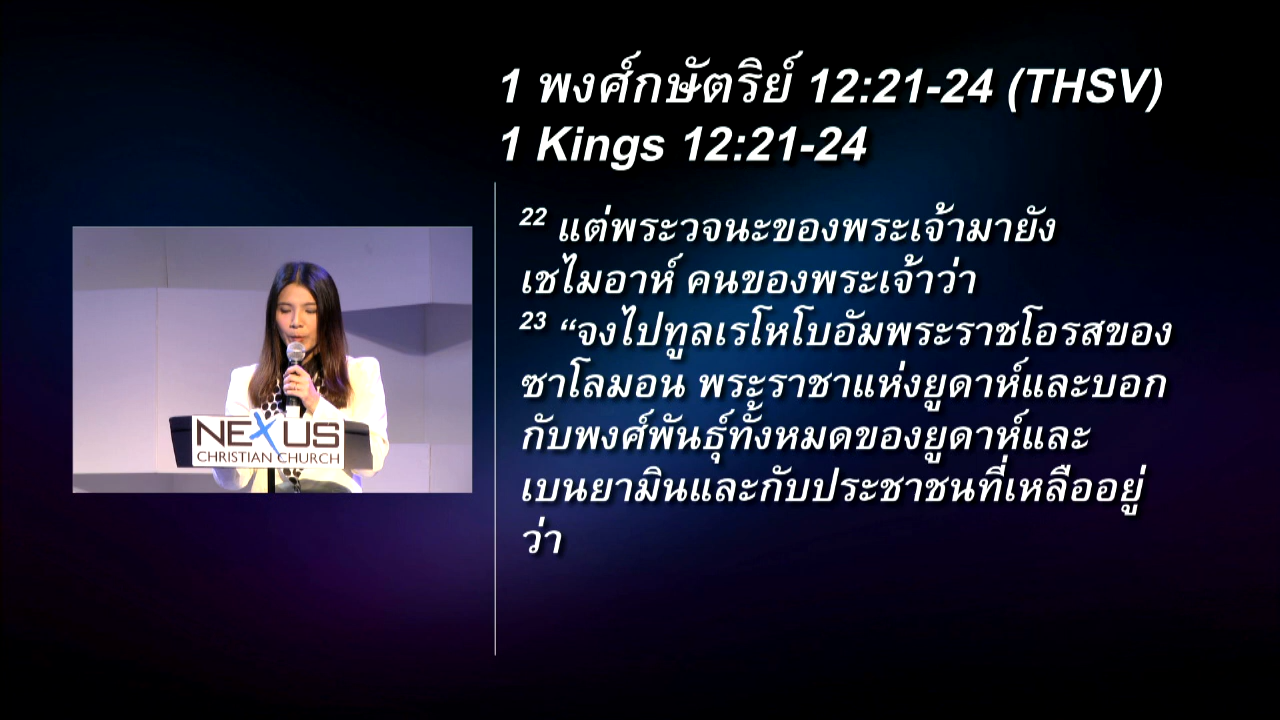 1 พงศ์กษัตริย์ 12:21-24 (THSV)
1 Kings 12:21-24
22 แต่พระวจนะของพระเจ้ามายัง
เชไมอาห์ คนของพระเจ้าว่า
23 “จงไปทูลเรโหโบอัมพระราชโอรสของ
ซาโลมอน พระราชาแห่งยูดาห์และบอก
กับพงศ์พันธุ์ทั้งหมดของยูดาห์และ
เบนยามินและกับประชาชนที่เหลืออยู่
ว่า
NEXUS
CHRISTIAN CHURCH